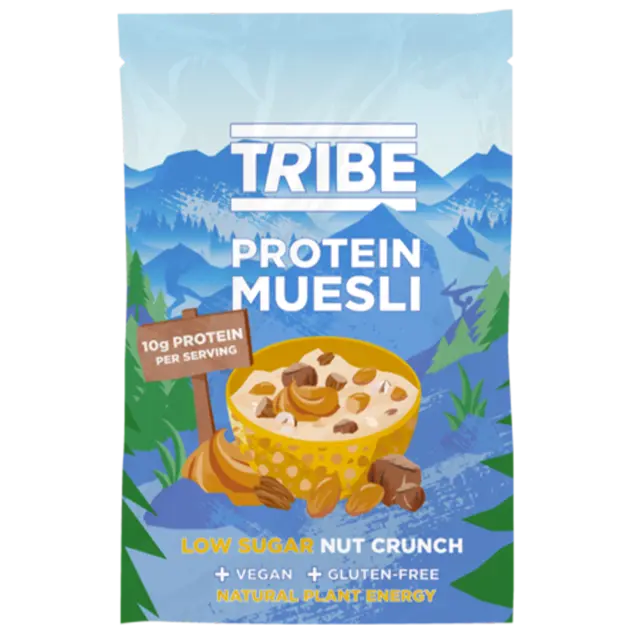 TRIBE
PROTEIN
MUESLI
10g PROTEIN
PER SERVING
LOW SUGAR NUT CRUNCH
+ VEGAN + GLUTEN-FREE
NATURAL PLANT ENERGY